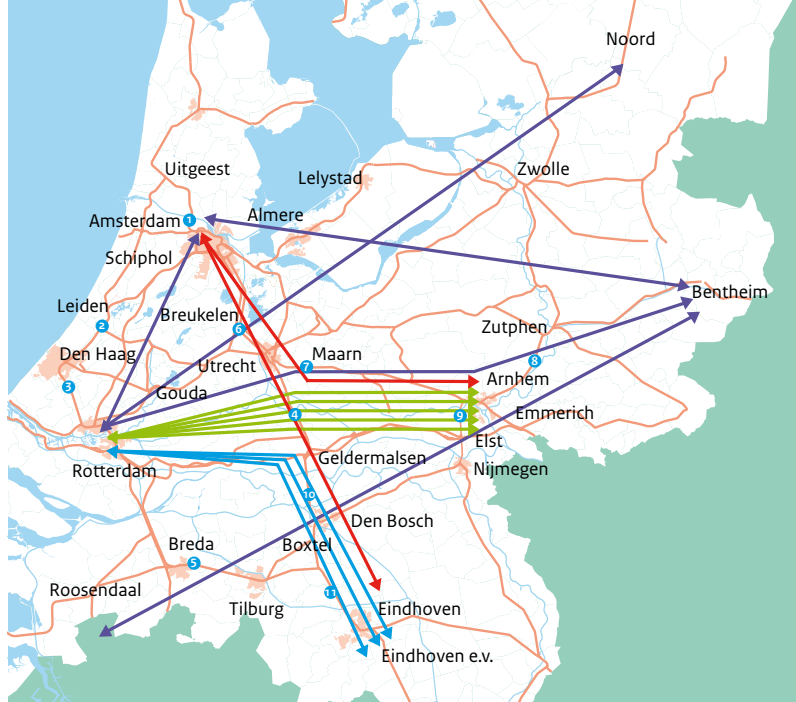 Noord
Uitgeest
Lelystad
Zwolle
Amsterdam 1
Almere
Schiphol
Bentheim
Leiden
2
Breukelen
6
Zutphen
Den Haag
Maarn
7
8
Utrecht
3
Arnhem
Gouda
4
9
Emmerich
Elst
Geldermalsen
Rotterdam
Nijmegen
10
Den Bosch
Breda
Boxtel
5
Roosendaal
11
Tilburg
Eindhoven
Eindhoven e.v.